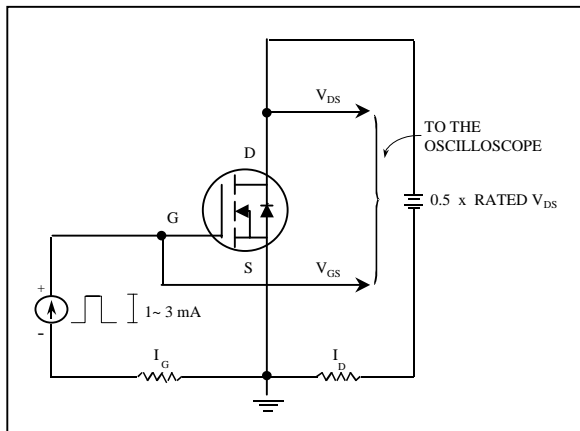 V_DS
TO THE
OSCILLOSCOPE
D
0.5 x RATED V_DS
G
S
V_GS
+
1~ 3 mA
-
I_G
I_D